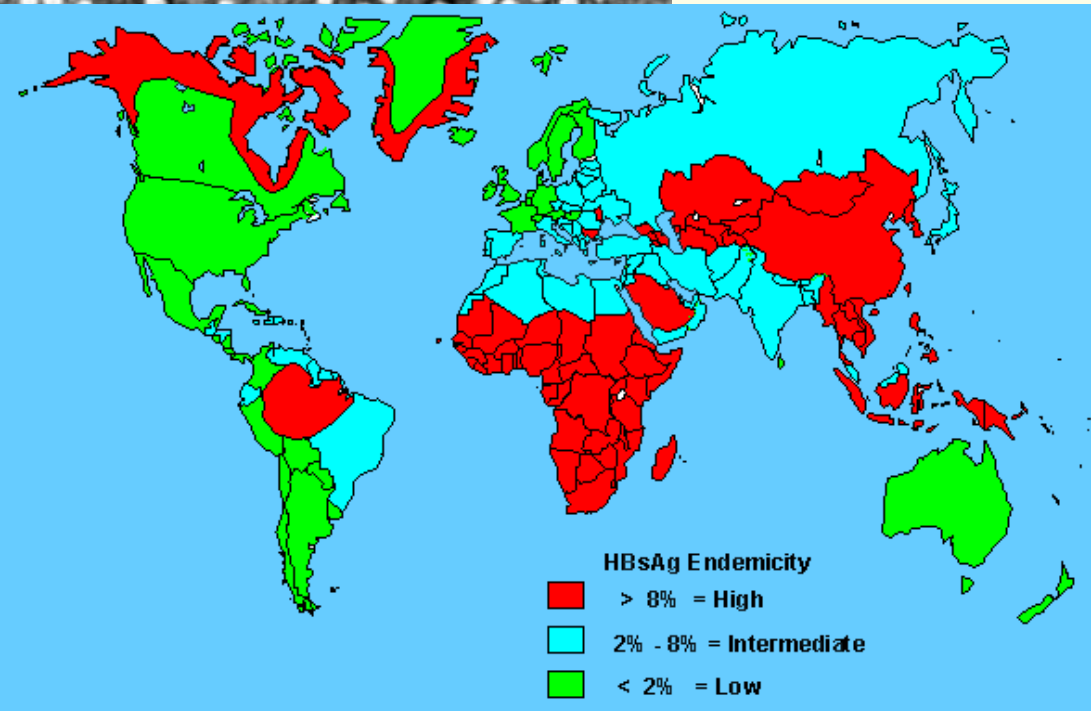 HBsAg Endemicity
> 8% = High
2% - 8% = Intermediate
< 2% = Low